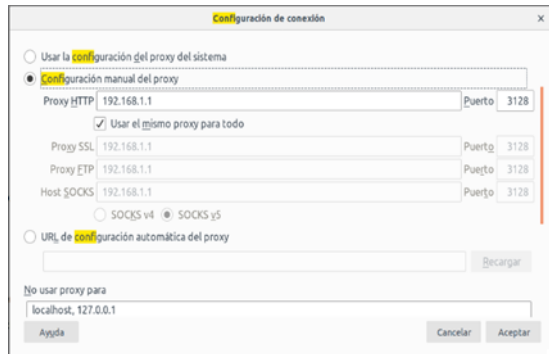 Configuración de conexión x
Usar la configuración del proxy del sistema
Configuración manual del proxy
Proxy HTTP 192.168.1.1 Puerto 3128
Usar el mismo proxy para todo
Proxy SSL 192.168.1.1 Puerto 3128
Proxy FTP 192.168.1.1 Puerto 3128
Host SOCKS 192.168.1.1 Puerto 3128
SOCKS v4 SOCKS v5
URL de configuración automática del proxy
Recargar
No usar proxy para
localhost, 127.0.0.1
Ayuda Cancelar Aceptar